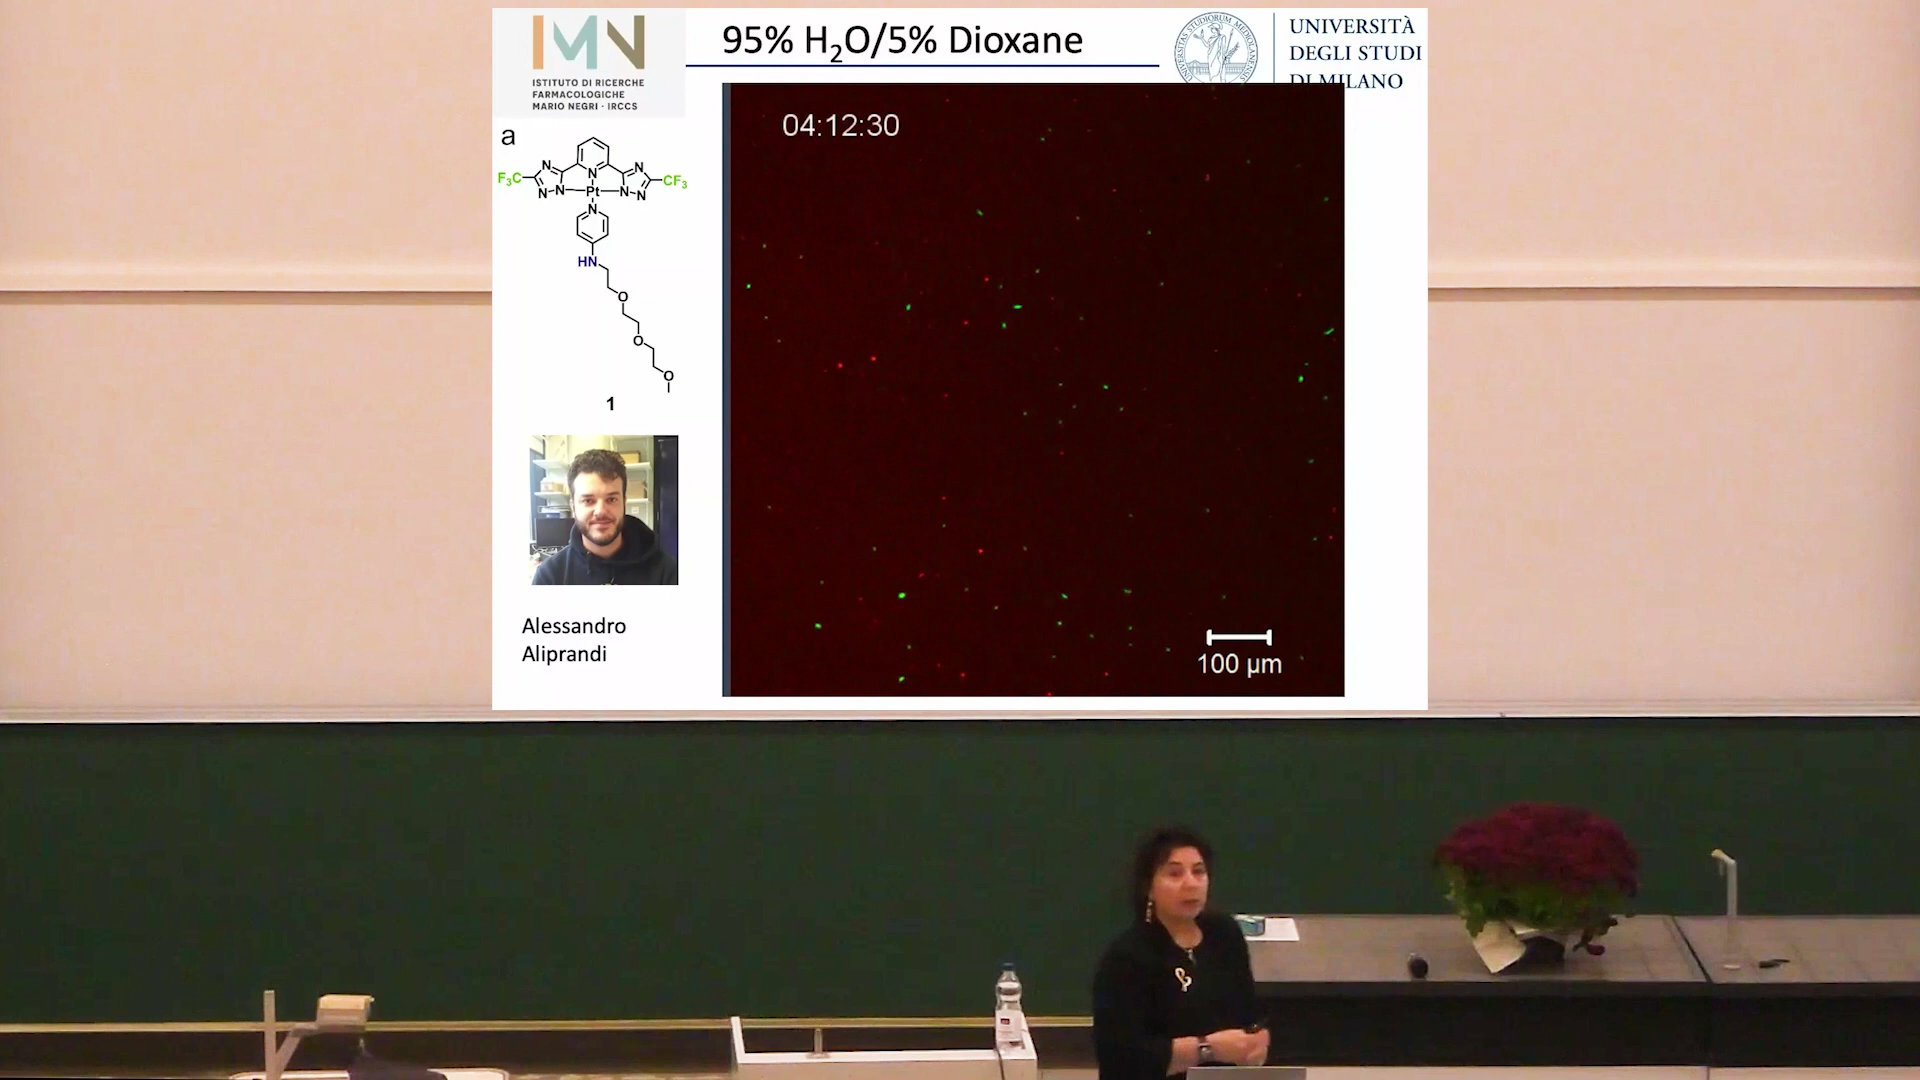 IMN
ISTITUTO DI RICERCHE
FARMACOLOGICHE
MARIO NEGRI · IRCCS
95% H₂O/5% Dioxane
UNIVERSITÀ
DEGLI STUDI
DI MILANO
a
N
N
N
N
F₃C
CF₃
N
N
Pt
N
N
N
HN
O
O
O
1
Alessandro
Aliprandi
04:12:30
100 µm